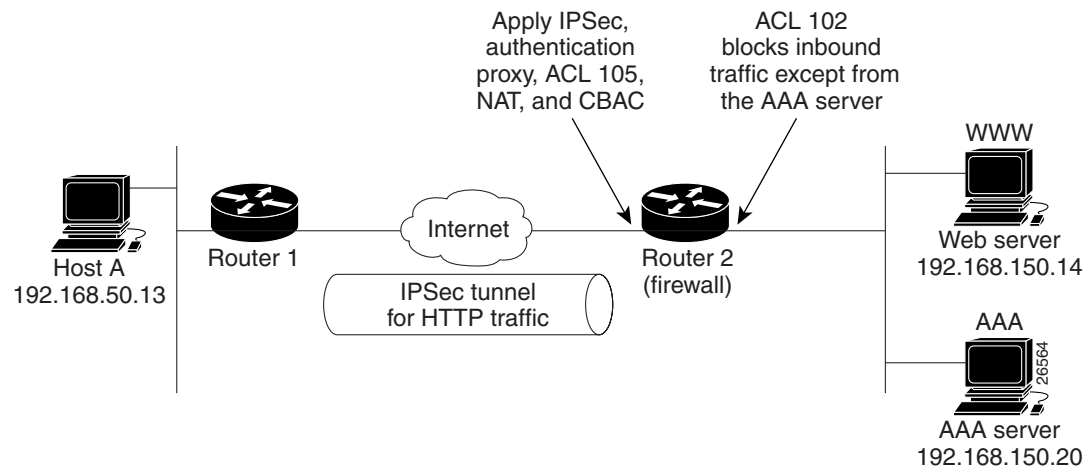 Apply IPSec,
authentication
proxy, ACL 105,
NAT, and CBAC
ACL 102
blocks inbound
traffic except from
the AAA server
WWW
Internet
Host A
192.168.50.13
Router 1
Router 2
(firewall)
Web server
192.168.150.14
IPSec tunnel
for HTTP traffic
AAA
26564
AAA server
192.168.150.20